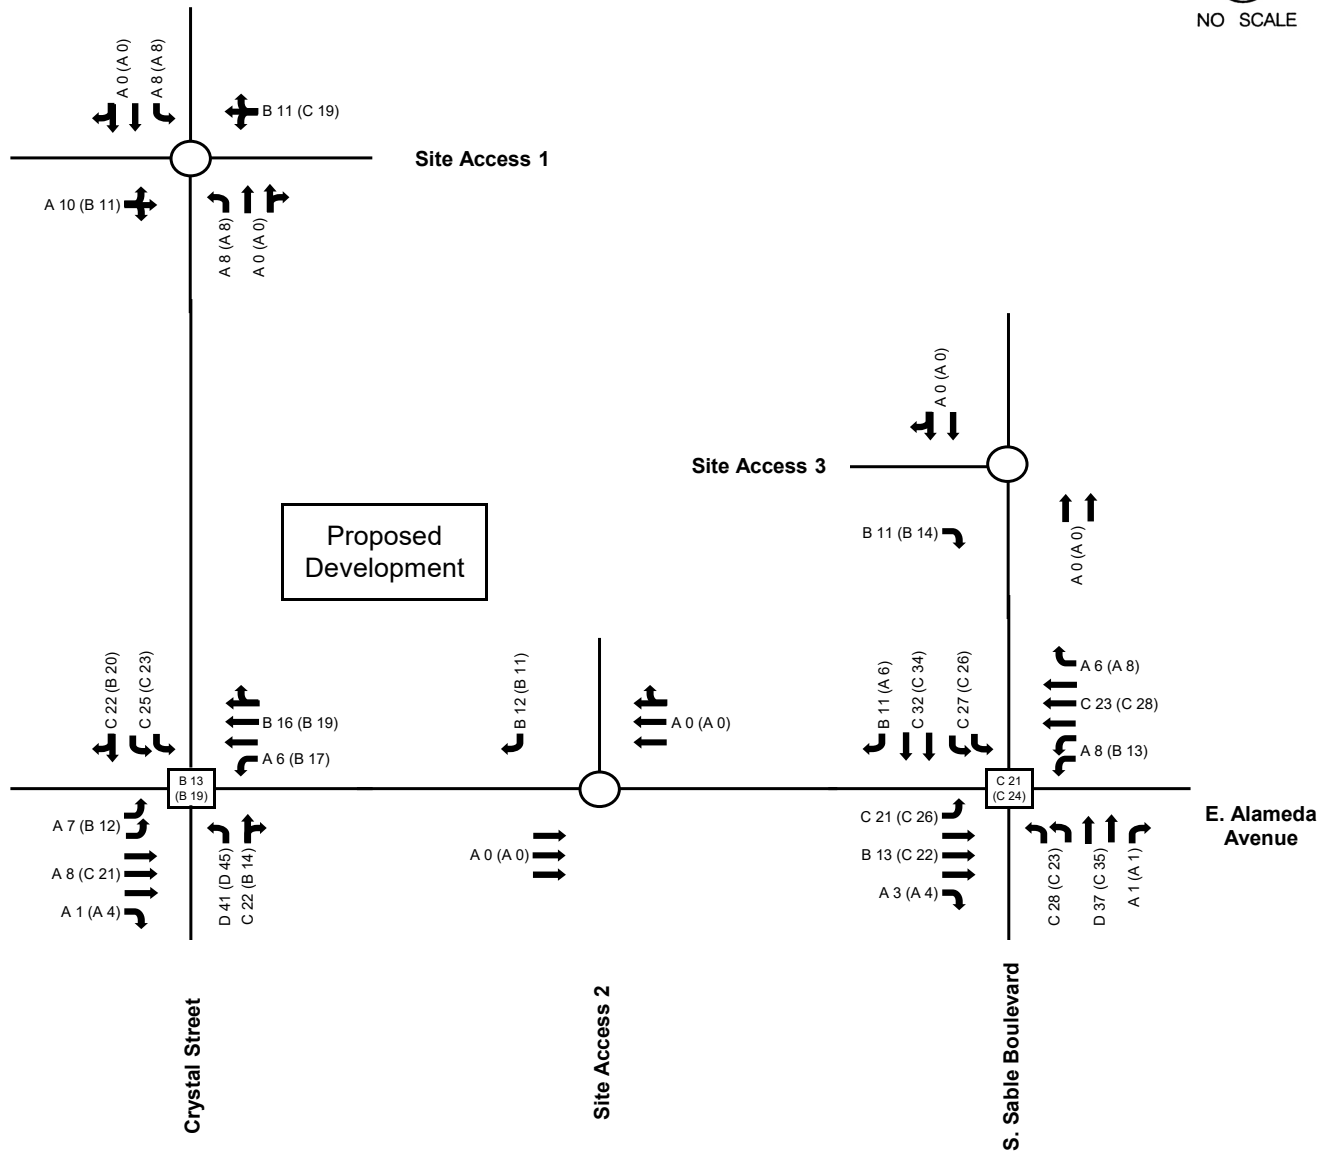 NO SCALE
A 0 (A 0)
A 8 (A 8)
B 11 (C 19)
Site Access 1
A 10 (B 11)
A 8 (A 8)
A 0 (A 0)
A 0 (A 0)
Site Access 3
B 11 (B 14)
A 0 (A 0)
Proposed
Development
C 22 (B 20)
C 25 (C 23)
B 16 (B 19)
A 6 (B 17)
B 13
(B 19)
A 7 (B 12)
A 8 (C 21)
A 1 (A 4)
D 41 (D 45)
C 22 (B 14)
B 12 (B 11)
A 0 (A 0)
A 0 (A 0)
B 11 (A 6)
C 32 (C 34)
C 27 (C 26)
A 6 (A 8)
C 23 (C 28)
A 8 (B 13)
C 21
(C 24)
C 21 (C 26)
B 13 (C 22)
A 3 (A 4)
C 28 (C 23)
D 37 (C 35)
A 1 (A 1)
E. Alameda
Avenue
Crystal Street
Site Access 2
S. Sable Boulevard